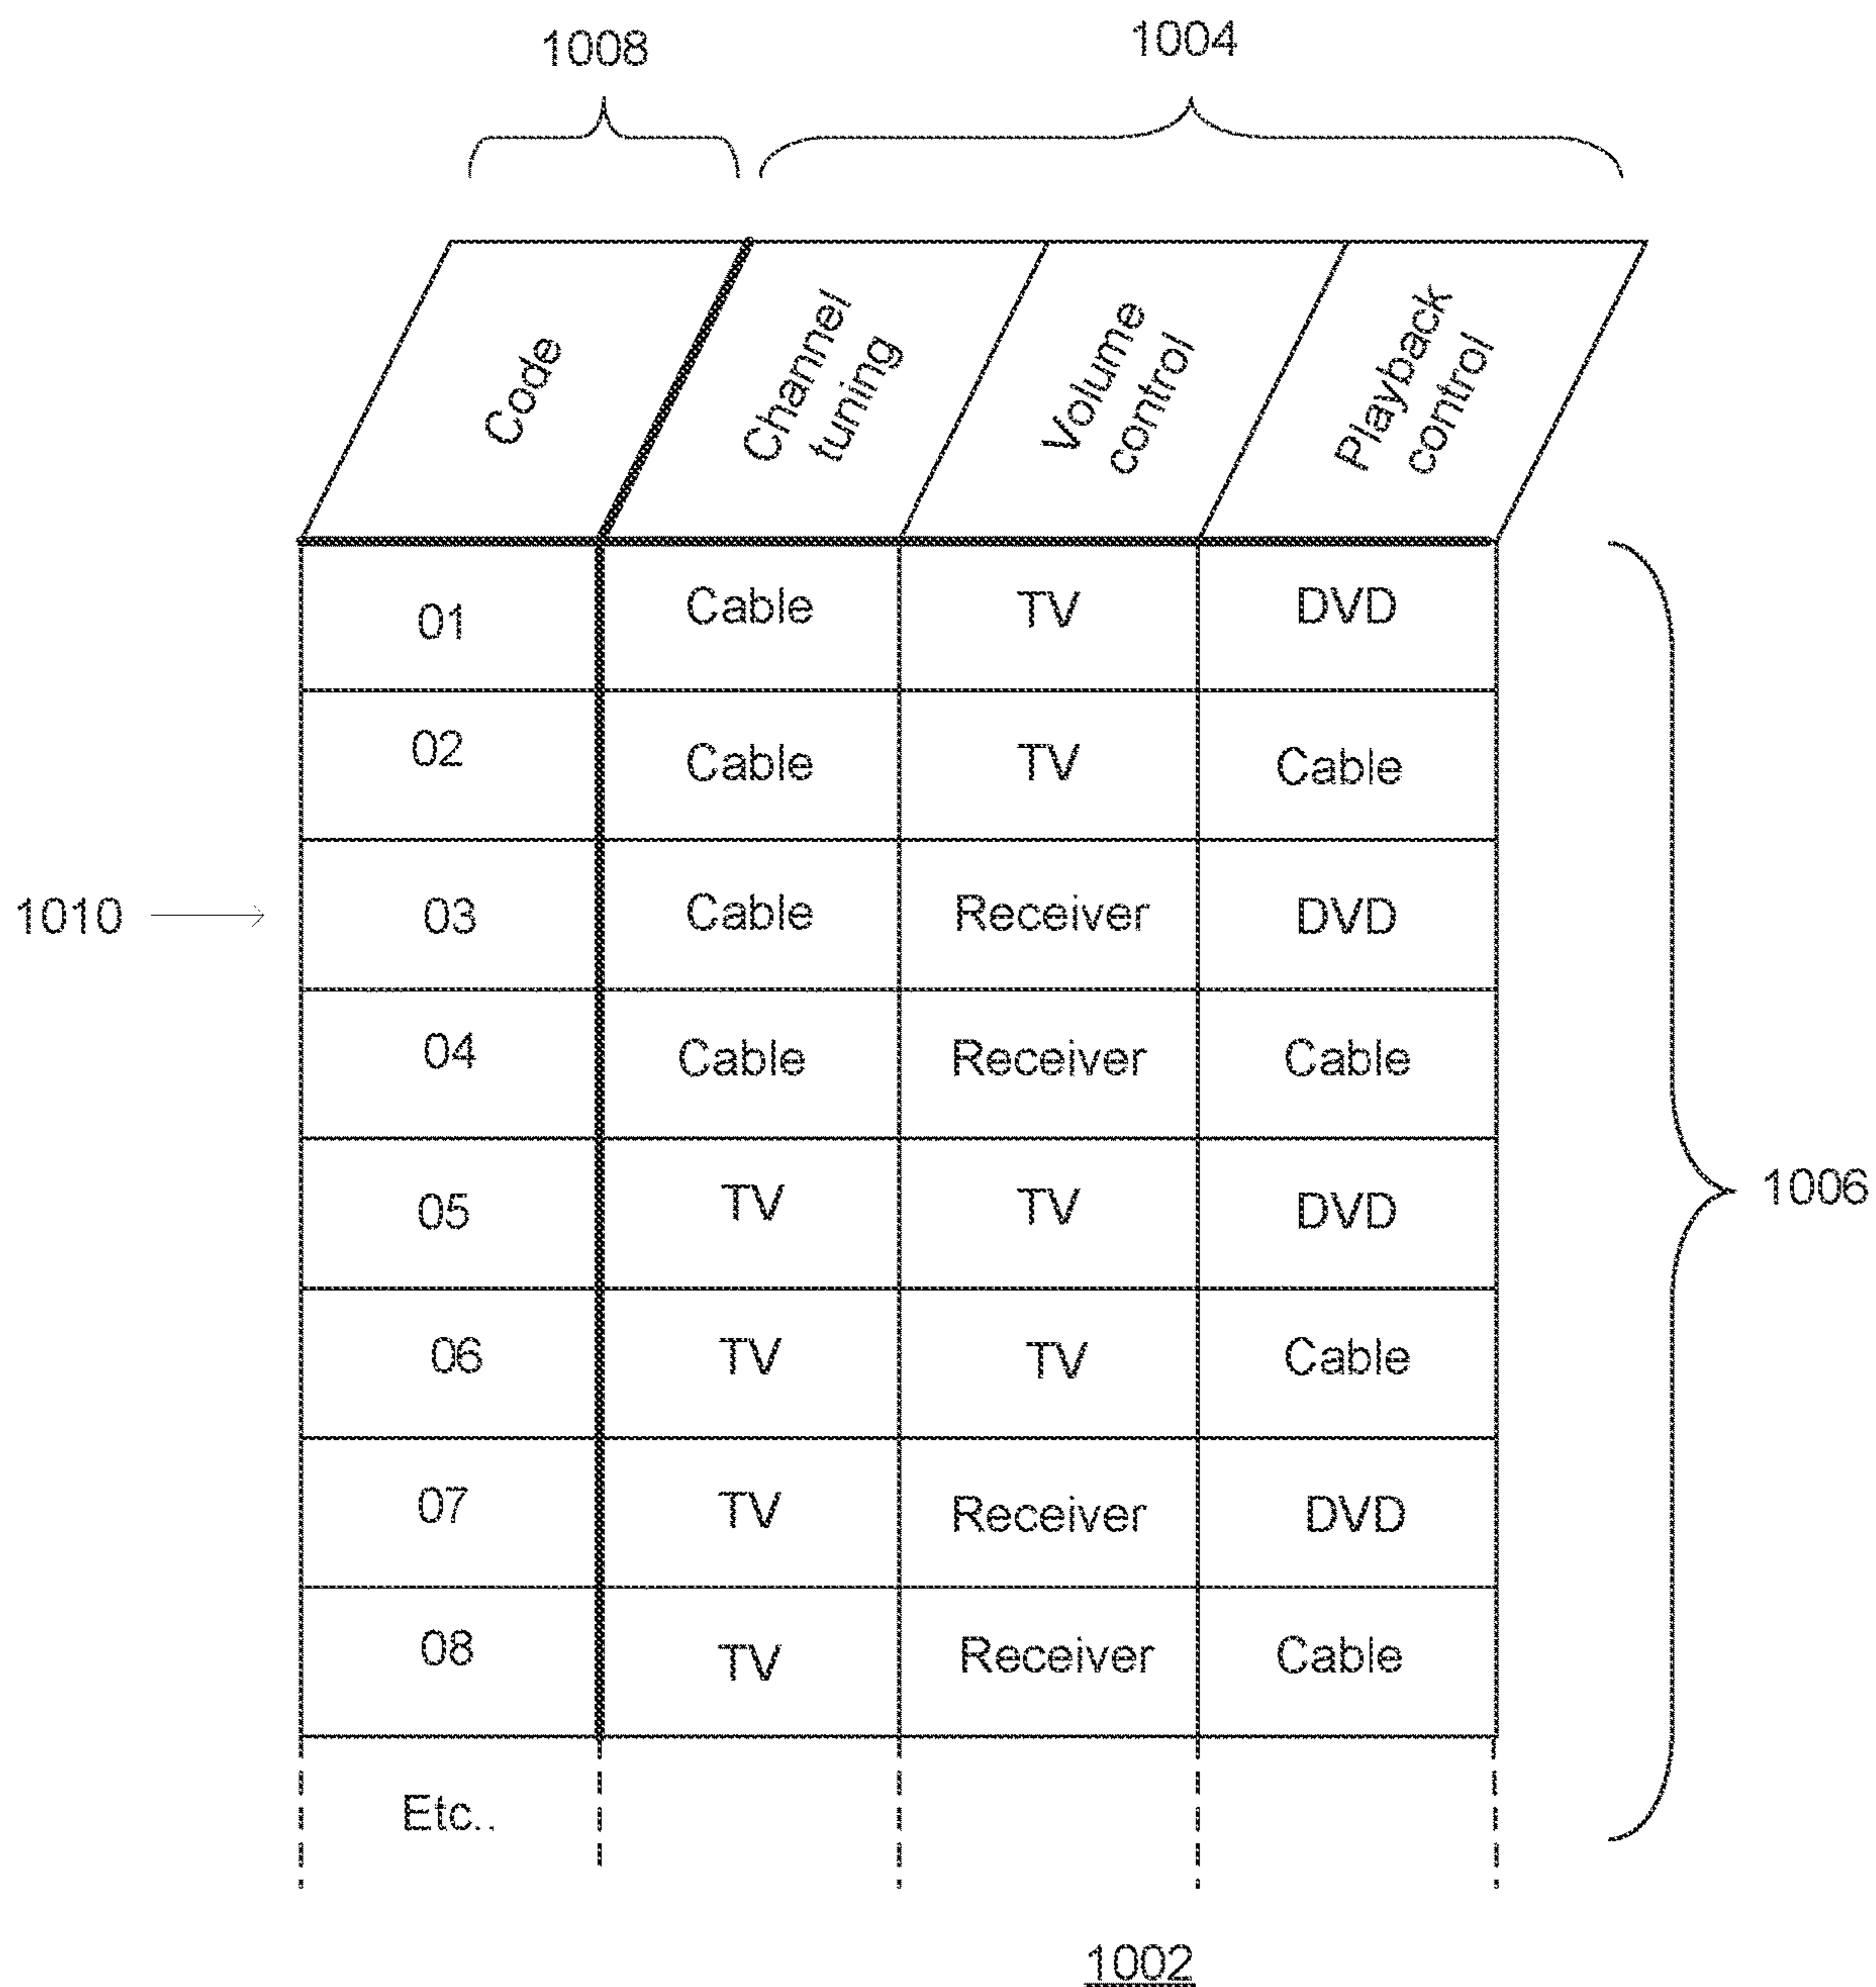 1008
1004
Code
Channel
tuning
Volume
control
Playback
control
01 Cable TV DVD
02 Cable TV Cable
1010 03 Cable Receiver DVD
04 Cable Receiver Cable
05 TV TV DVD
1006
06 TV TV Cable
07 TV Receiver DVD
08 TV Receiver Cable
Etc..
1002